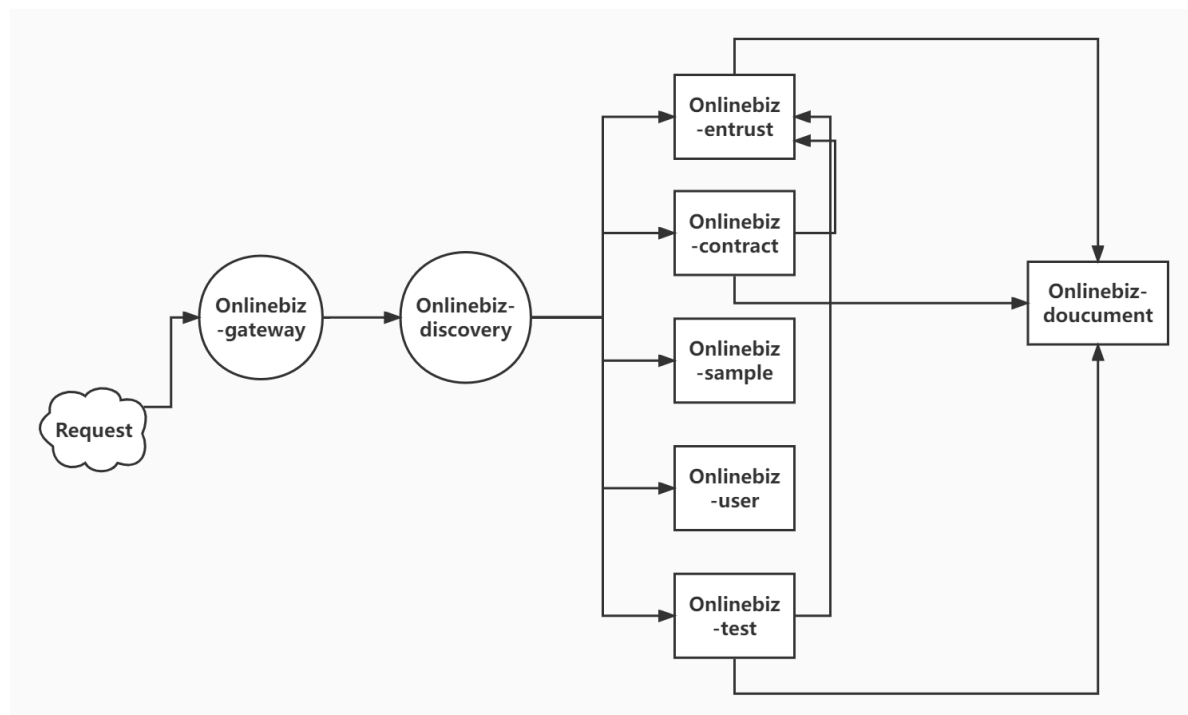 Request
Onlinebiz
-gateway
Onlinebiz-
discovery
Onlinebiz
-entrust
Onlinebiz
-contract
Onlinebiz
-sample
Onlinebiz
-user
Onlinebiz
-test
Onlinebiz-
doucument